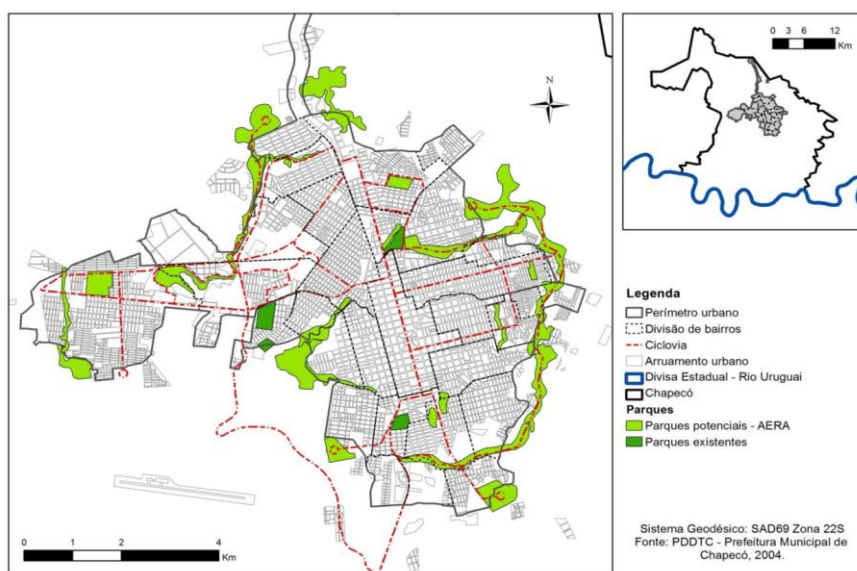 N
0 3 6 12
Km
Legenda
Perímetro urbano
Divisão de bairros
Ciclovia
Arruamento urbano
Divisa Estadual - Rio Uruguai
Chapecó
Parques
Parques potenciais - AERA
Parques existentes
0 1 2 4
Km
Sistema Geodésico: SAD69 Zona 22S
Fonte: PDDTC - Prefeitura Municipal de
Chapecó, 2004.